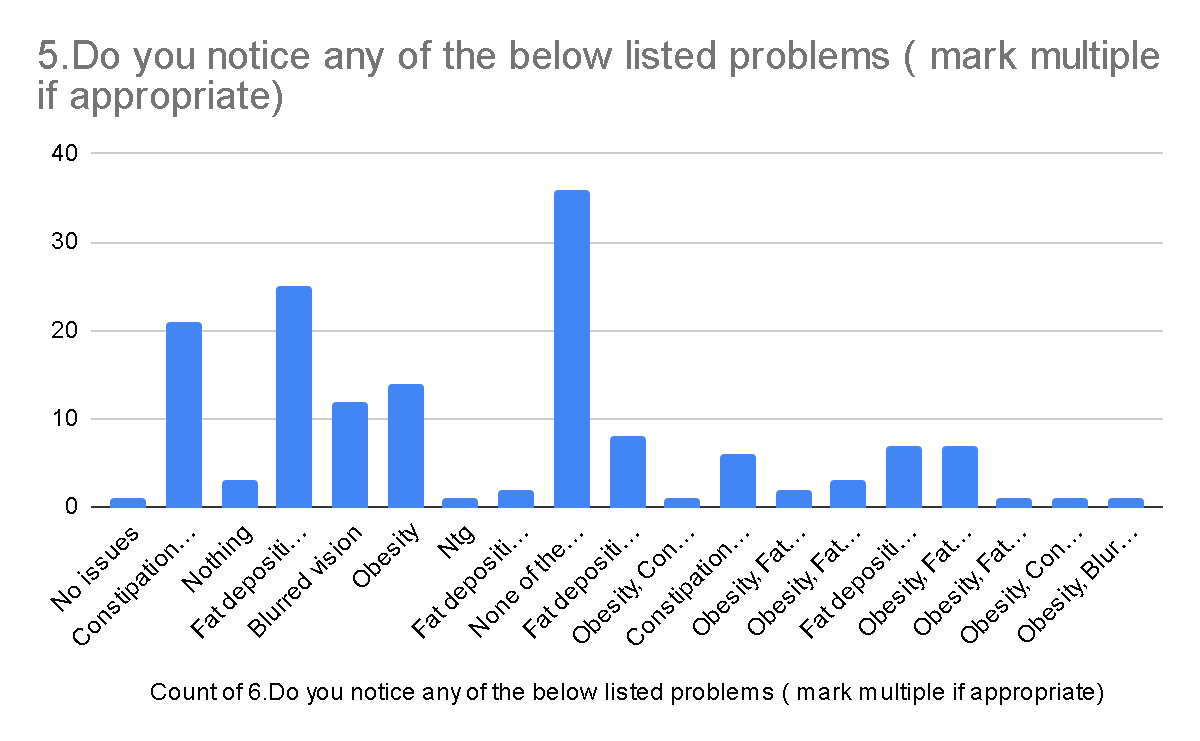 5.Do you notice any of the below listed problems ( mark multiple
if appropriate)
40
30
20
10
0
No issues
Constipation...
Nothing
Fat depositi...
Blurred vision
Obesity
Ntg
Fat depositi...
None of the...
Fat depositi...
Obesity, Con...
Constipation...
Obesity, Fat...
Obesity, Fat...
Fat depositi...
Obesity, Fat...
Obesity, Fat...
Obesity, Con...
Obesity, Blur...
Count of 6.Do you notice any of the below listed problems ( mark multiple if appropriate)